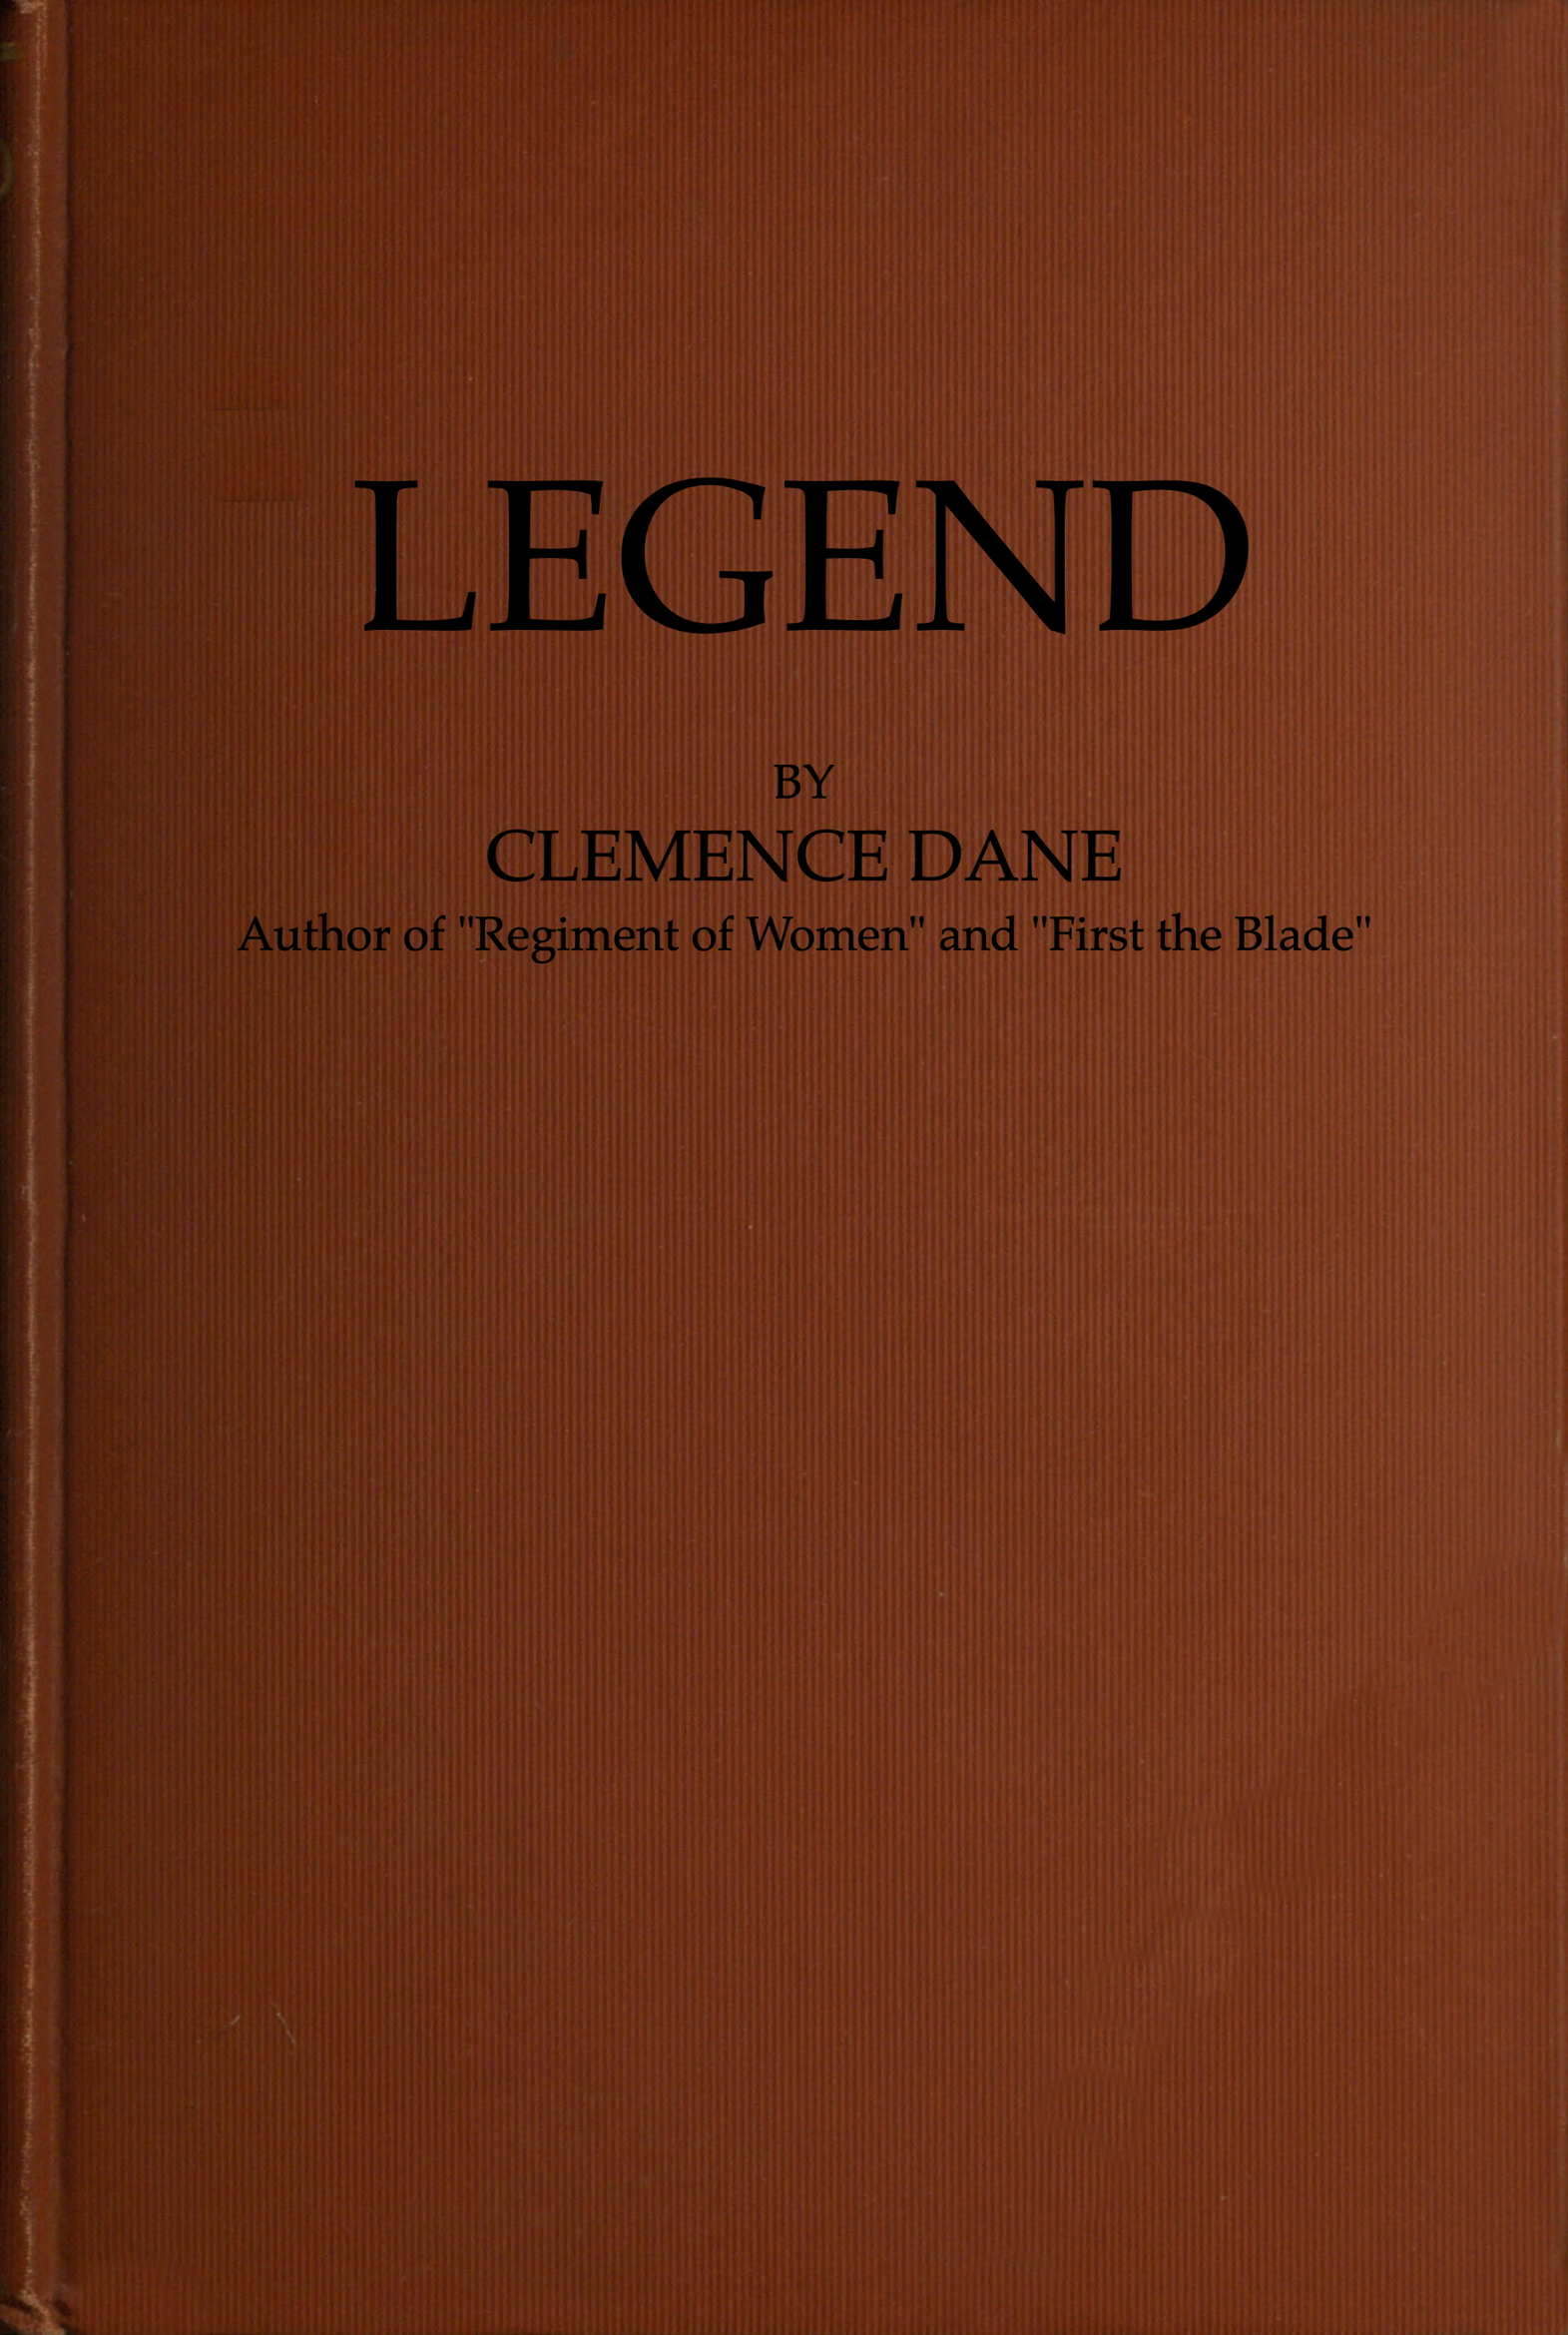 LEGEND
BY
CLEMENCE DANE
Author of "Regiment of Women" and "First the Blade"